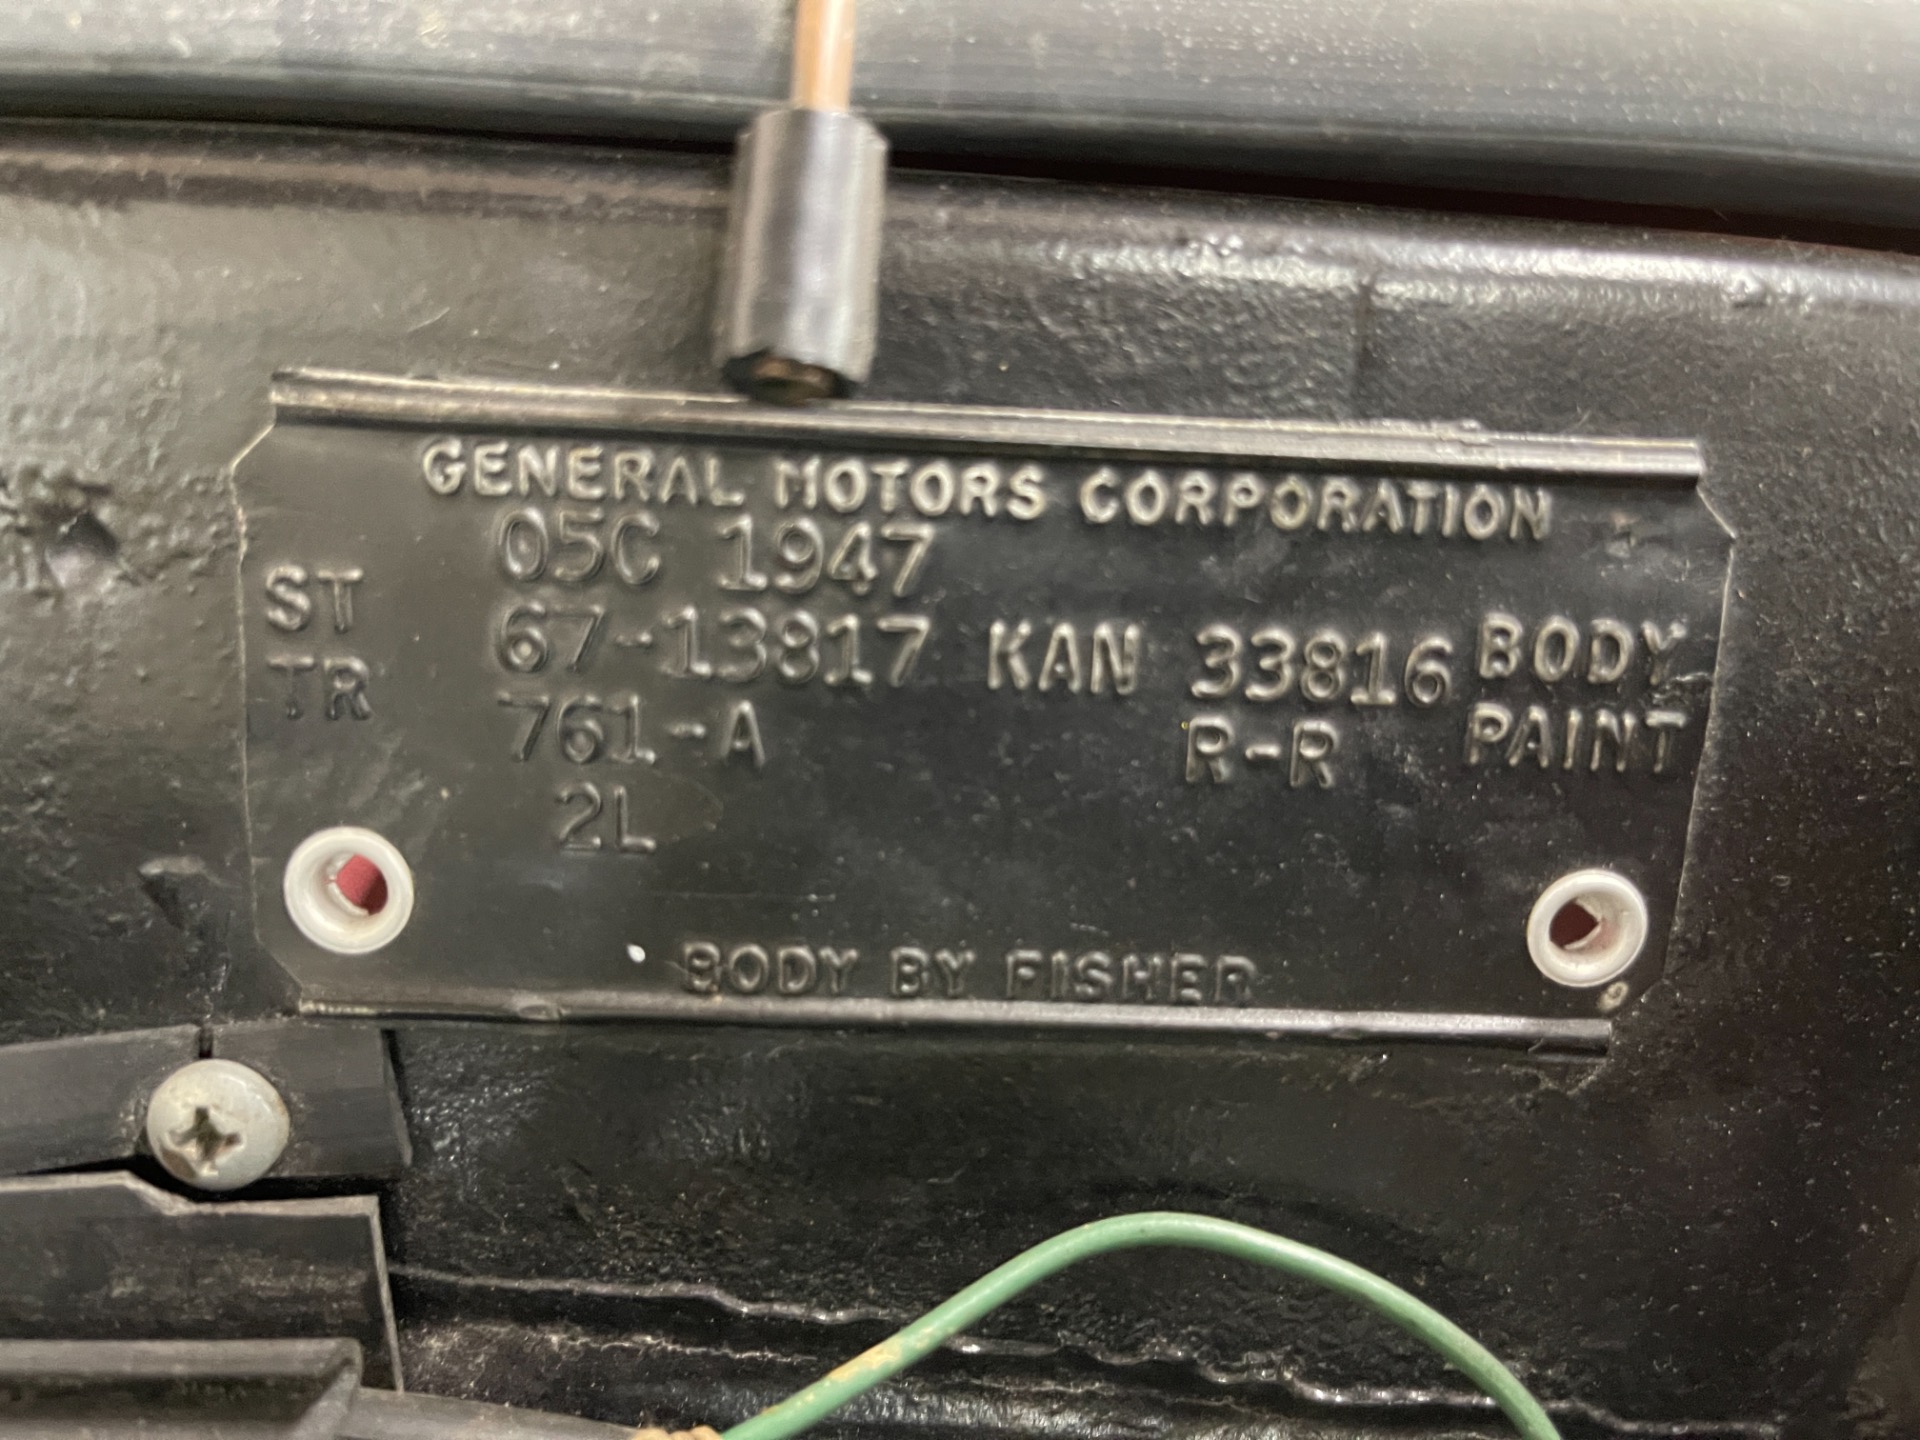 GENERAL MOTORS CORPORATION
05C 1947
ST 67-13817 KAN 33816 BODY
TR 761-A R-R PAINT
2L
BODY BY FISHER